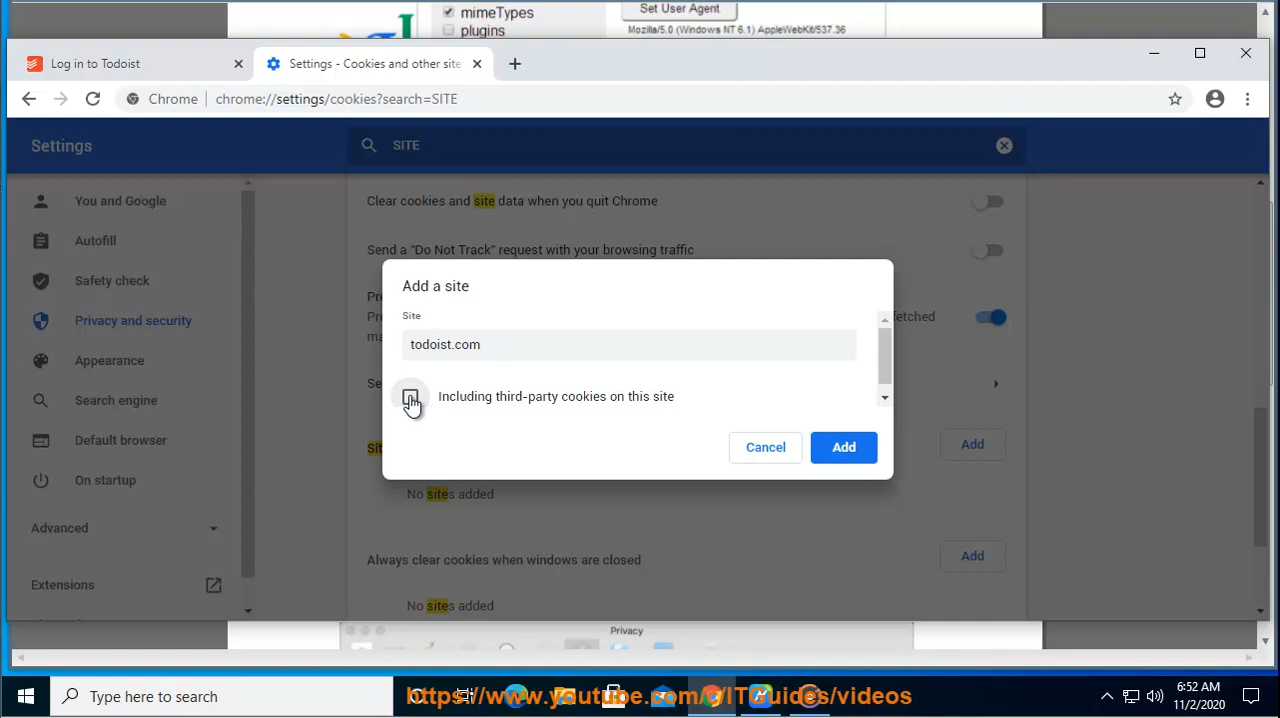 mimeTypes
plugins
Set User Agent
Mozilla/5.0 (Windows NT 6.1) AppleWebKit/537.36
Log in to Todoist
Settings - Cookies and other site
Chrome
chrome://settings/cookies?search=SITE
Settings
SITE
You and Google
Autofill
Safety check
Privacy and security
Appearance
Search engine
Default browser
On startup
Advanced
Extensions
Clear cookies and site data when you quit Chrome
Send a "Do Not Track" request with your browsing traffic
Add a site
Site
todoist.com
Including third-party cookies on this site
Cancel
Add
Add
No sites added
Always clear cookies when windows are closed
Add
No sites added
Privacy
Type here to search
https://www.youtube.com/g/ITGuides/videos
6:52 AM
11/2/2020